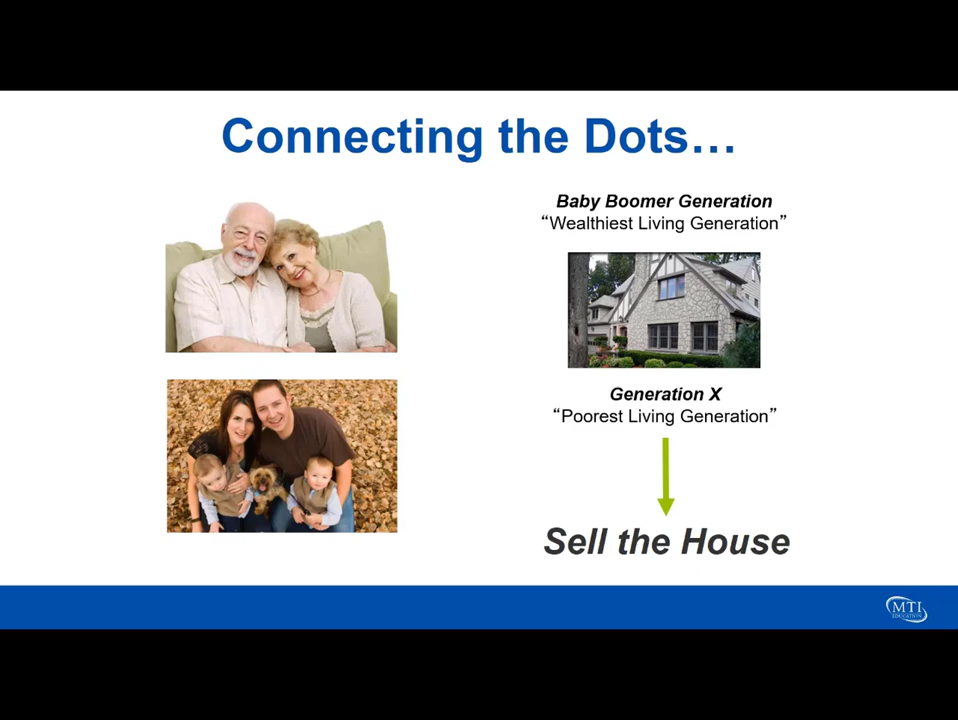 Connecting the Dots…
Baby Boomer Generation
“Wealthiest Living Generation”
Generation X
“Poorest Living Generation”
Sell the House
MTI
EDUCATION